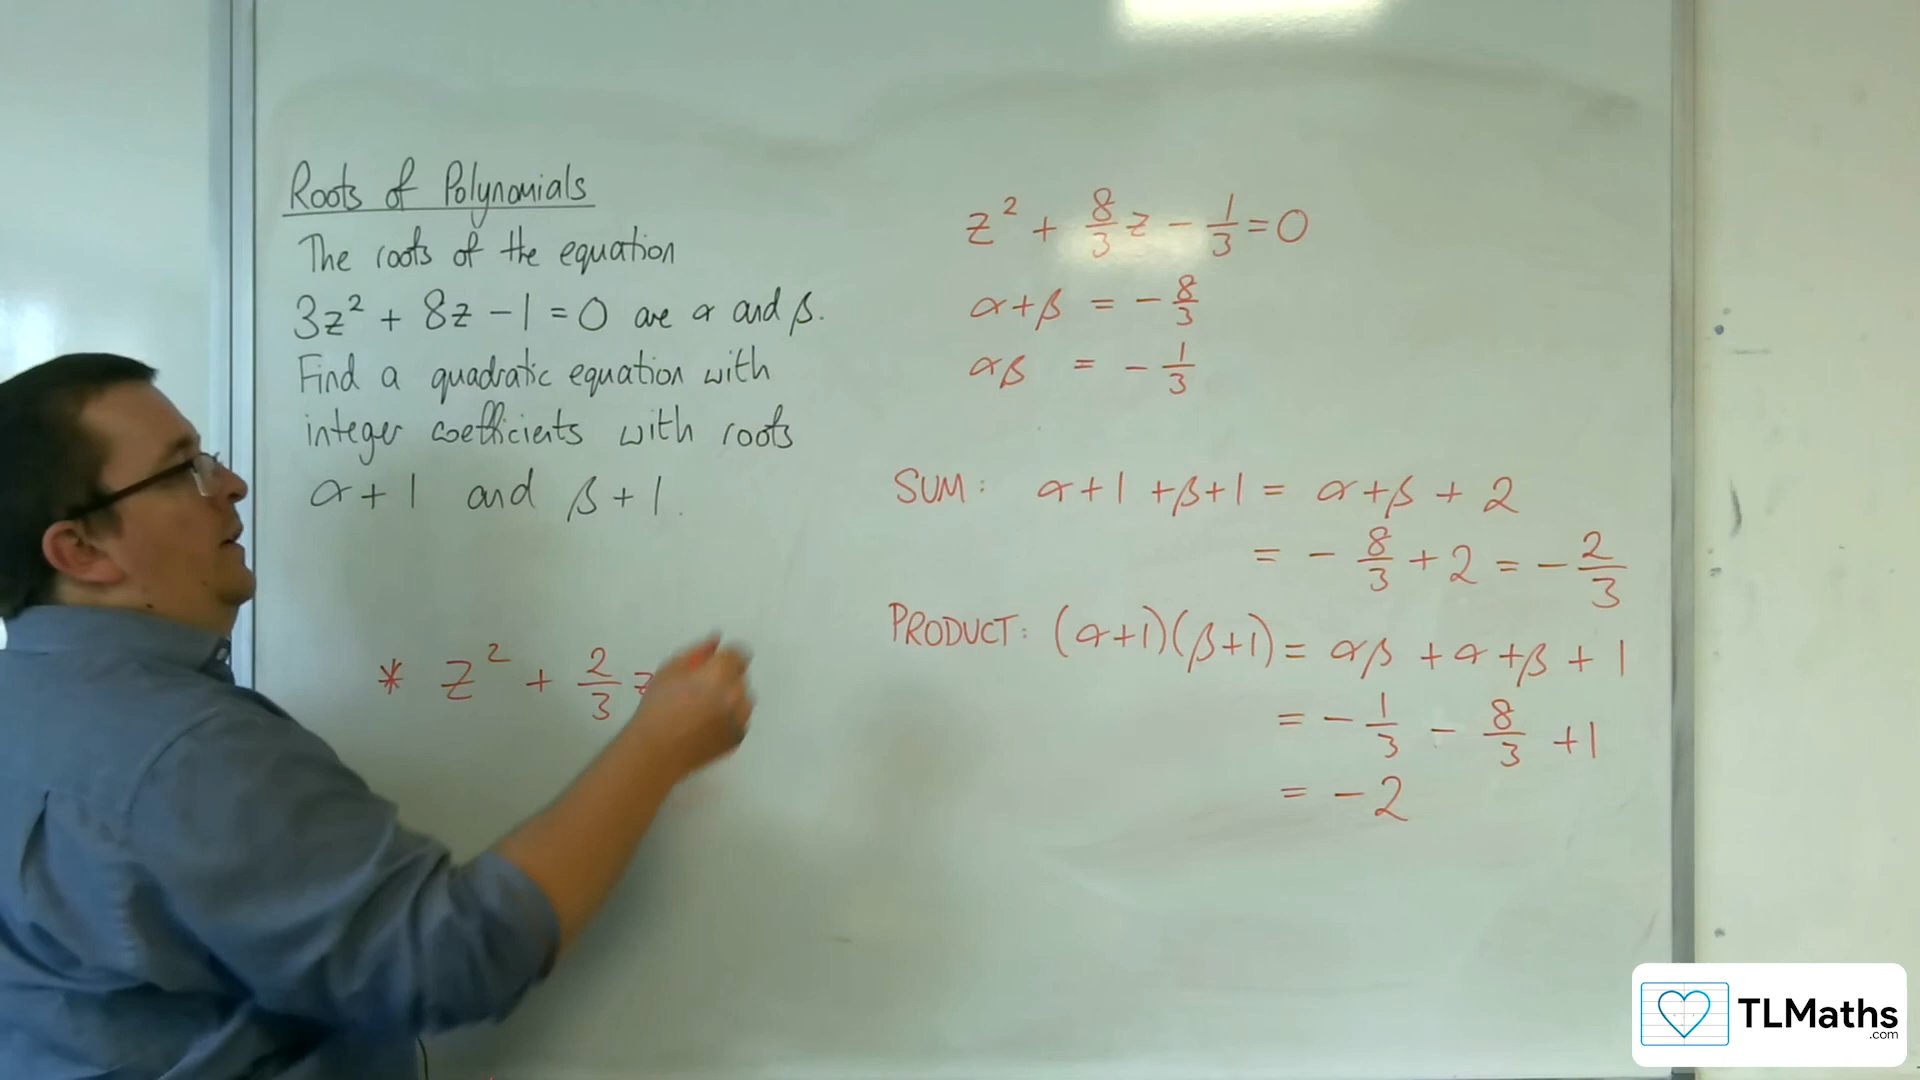 Roots of Polynomials
The roots of the equation
3z² + 8z - 1 = 0 are α and β.
Find a quadratic equation with
integer coefficients with roots
α + 1 and β + 1.
* z² + 2/3 z
z² + 8/3 z - 1/3 = 0
α + β = - 8/3
αβ = - 1/3
SUM: α+1 + β+1 = α+β + 2
= - 8/3 + 2 = - 2/3
PRODUCT: (α+1)(β+1) = αβ + α + β + 1
= - 1/3 - 8/3 + 1
= - 2
TLMaths
.com